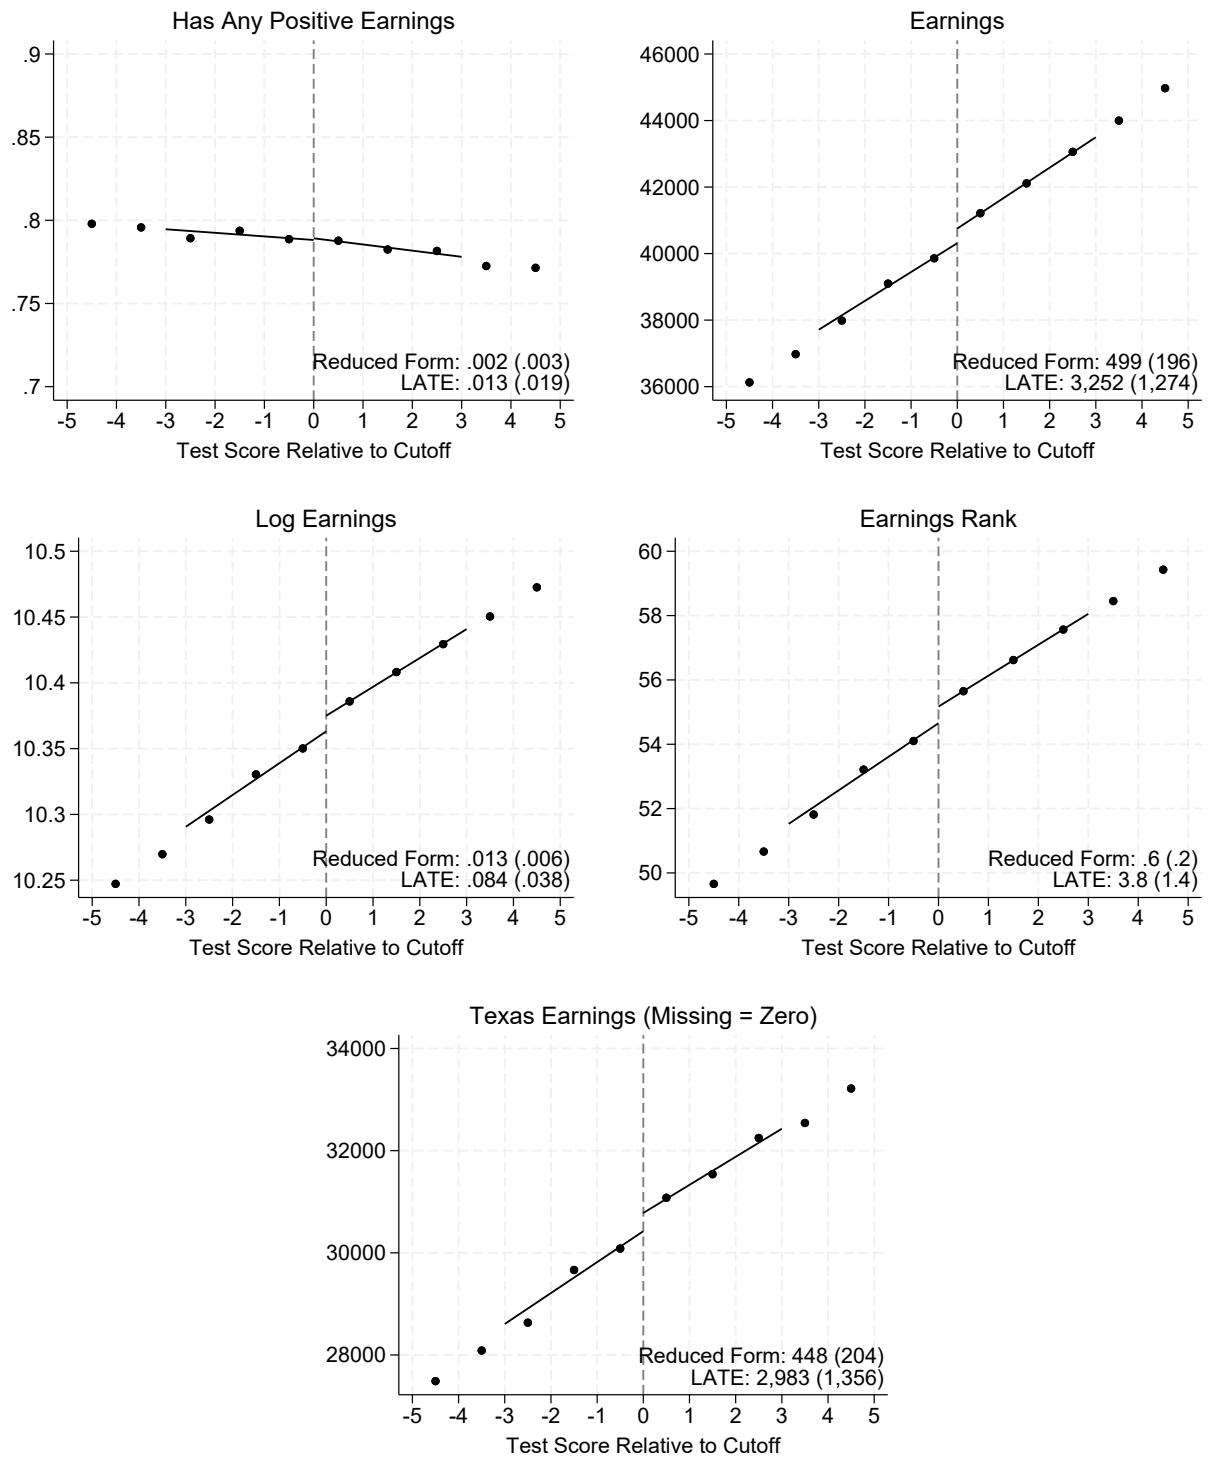 Has Any Positive Earnings
.9
.85
.8
.75
.7
Reduced Form: .002 (.003)
LATE: .013 (.019)
-5 -4 -3 -2 -1 0 1 2 3 4 5
Test Score Relative to Cutoff
Earnings
46000
44000
42000
40000
38000
36000
Reduced Form: 499 (196)
LATE: 3,252 (1,274)
-5 -4 -3 -2 -1 0 1 2 3 4 5
Test Score Relative to Cutoff
Log Earnings
10.5
10.45
10.4
10.35
10.3
10.25
Reduced Form: .013 (.006)
LATE: .084 (.038)
-5 -4 -3 -2 -1 0 1 2 3 4 5
Test Score Relative to Cutoff
Earnings Rank
60
58
56
54
52
50
Reduced Form: .6 (.2)
LATE: 3.8 (1.4)
-5 -4 -3 -2 -1 0 1 2 3 4 5
Test Score Relative to Cutoff
Texas Earnings (Missing = Zero)
34000
32000
30000
28000
Reduced Form: 448 (204)
LATE: 2,983 (1,356)
-5 -4 -3 -2 -1 0 1 2 3 4 5
Test Score Relative to Cutoff